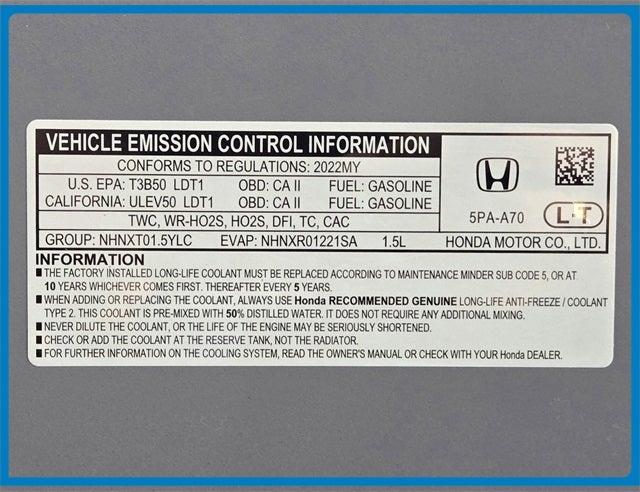 VEHICLE EMISSION CONTROL INFORMATION
CONFORMS TO REGULATIONS: 2022MY
U.S. EPA: T3B50 LDT1 OBD: CA II FUEL: GASOLINE
CALIFORNIA: ULEV50 LDT1 OBD: CA II FUEL: GASOLINE
TWC, WR-HO2S, HO2S, DFI, TC, CAC
5PA-A70 L-T
GROUP: NHNXT01.5YLC EVAP: NHNXR01221SA 1.5L HONDA MOTOR CO., LTD.
INFORMATION
■ THE FACTORY INSTALLED LONG-LIFE COOLANT MUST BE REPLACED ACCORDING TO MAINTENANCE MINDER SUB CODE 5, OR AT
10 YEARS WHICHEVER COMES FIRST. THEREAFTER EVERY 5 YEARS.
■ WHEN ADDING OR REPLACING THE COOLANT, ALWAYS USE Honda RECOMMENDED GENUINE LONG-LIFE ANTI-FREEZE / COOLANT
TYPE 2. THIS COOLANT IS PRE-MIXED WITH 50% DISTILLED WATER. IT DOES NOT REQUIRE ANY ADDITIONAL MIXING.
■ NEVER DILUTE THE COOLANT, OR THE LIFE OF THE ENGINE MAY BE SERIOUSLY SHORTENED.
■ CHECK OR ADD THE COOLANT AT THE RESERVE TANK, NOT THE RADIATOR.
■ FOR FURTHER INFORMATION ON THE COOLING SYSTEM, READ THE OWNER'S MANUAL OR CHECK WITH YOUR Honda DEALER.